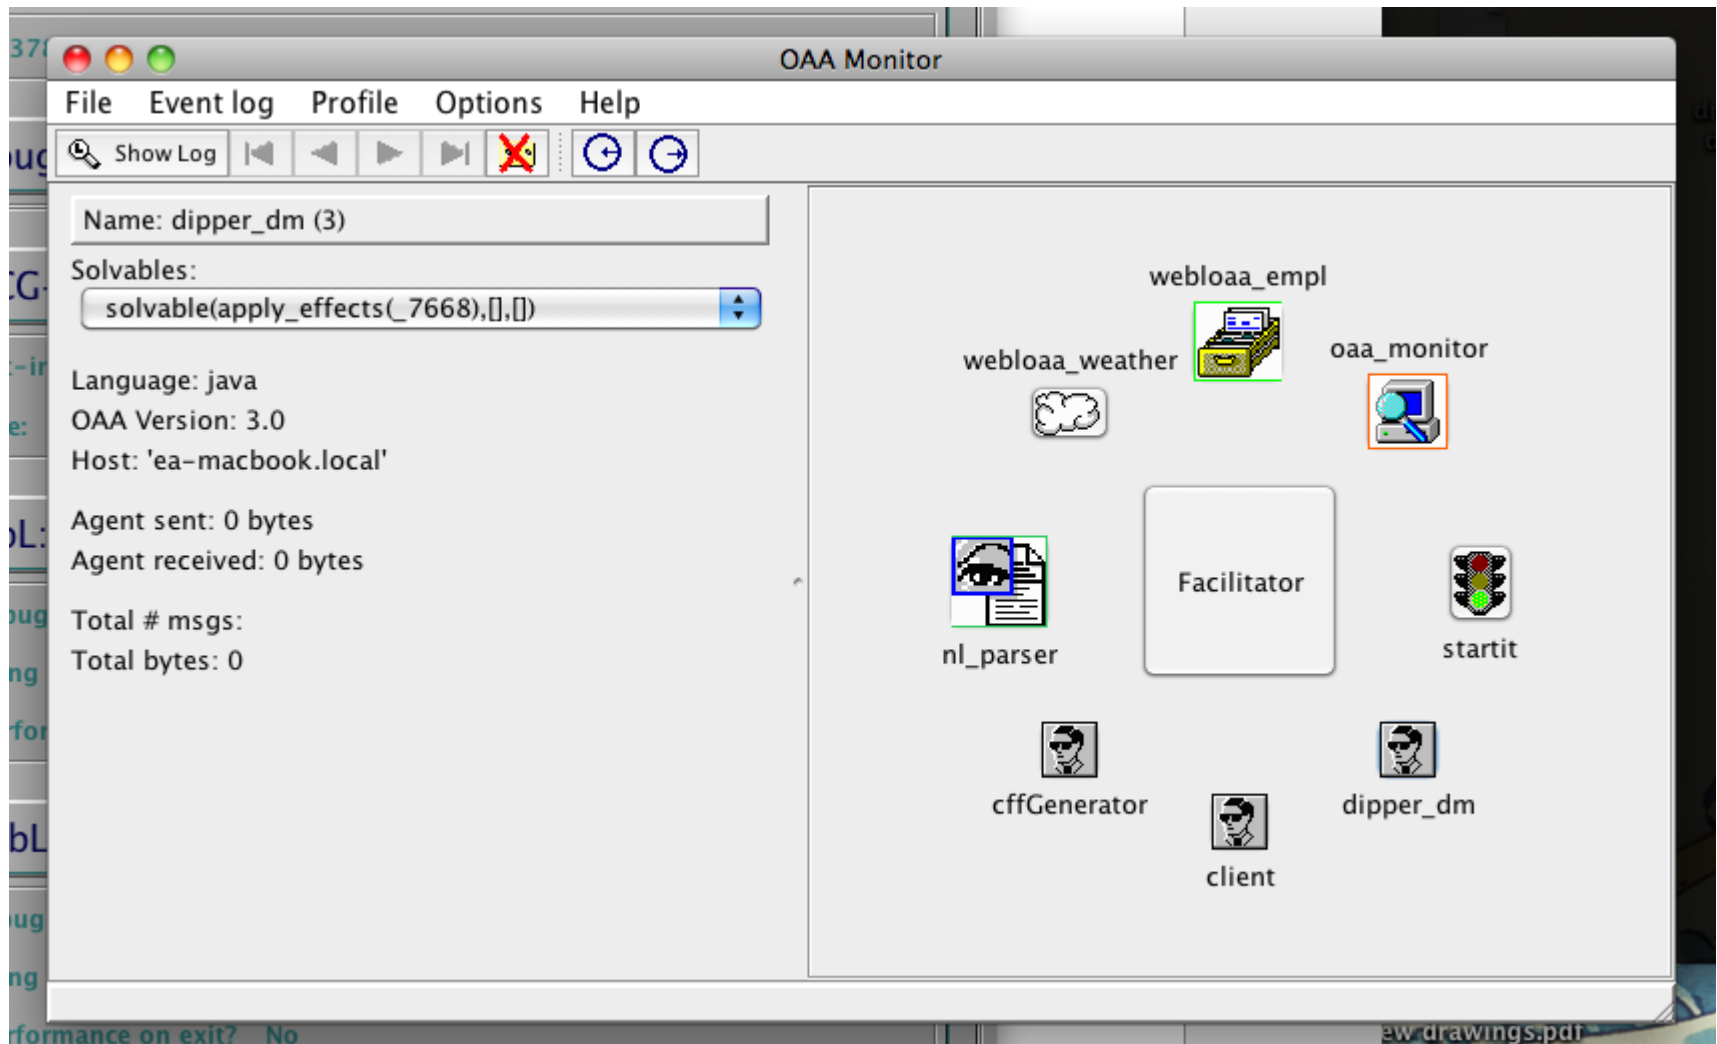 378
OAA Monitor
File Event log Profile Options Help
Show Log
Name: dipper_dm (3)
Solvables:
solvable(apply_effects(_7668),[],[])
Language: java
OAA Version: 3.0
Host: 'ea-macbook.local'
Agent sent: 0 bytes
Agent received: 0 bytes
Total # msgs:
Total bytes: 0
webloaa_empl
webloaa_weather
oaa_monitor
Facilitator
nl_parser
startit
cffGenerator
dipper_dm
client
rformance on exit? No
ew drawings.pdf